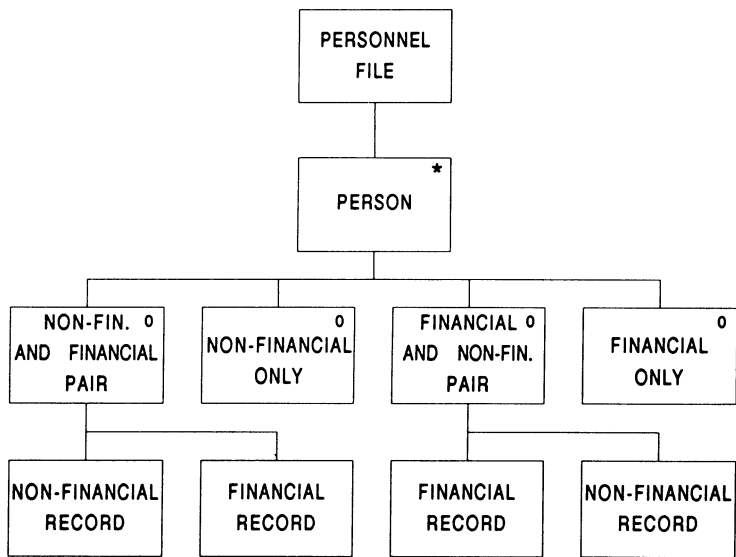 PERSONNEL
FILE
*
PERSON
NON-FIN. O
AND FINANCIAL
PAIR
O
NON-FINANCIAL
ONLY
FINANCIAL O
AND NON-FIN.
PAIR
O
FINANCIAL
ONLY
NON-FINANCIAL
RECORD
FINANCIAL
RECORD
FINANCIAL
RECORD
NON-FINANCIAL
RECORD